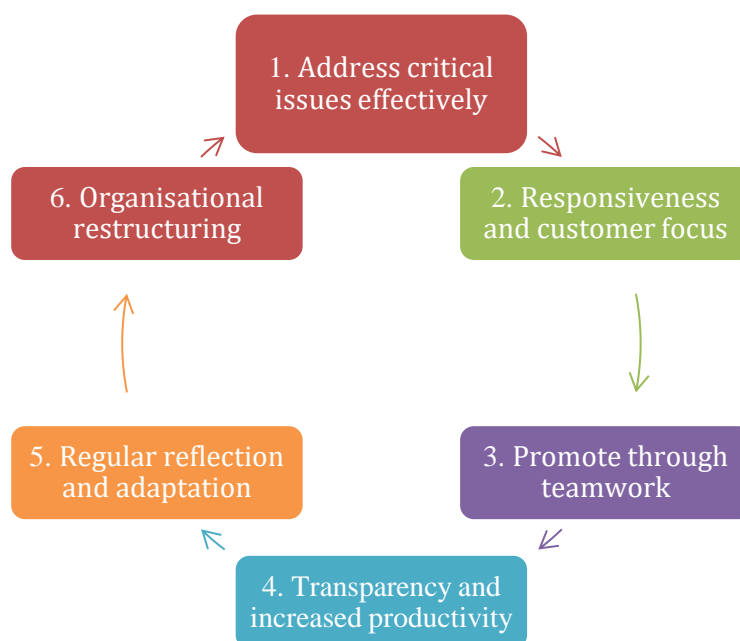 1. Address critical
issues effectively
2. Responsiveness
and customer focus
3. Promote through
teamwork
4. Transparency and
increased productivity
5. Regular reflection
and adaptation
6. Organisational
restructuring